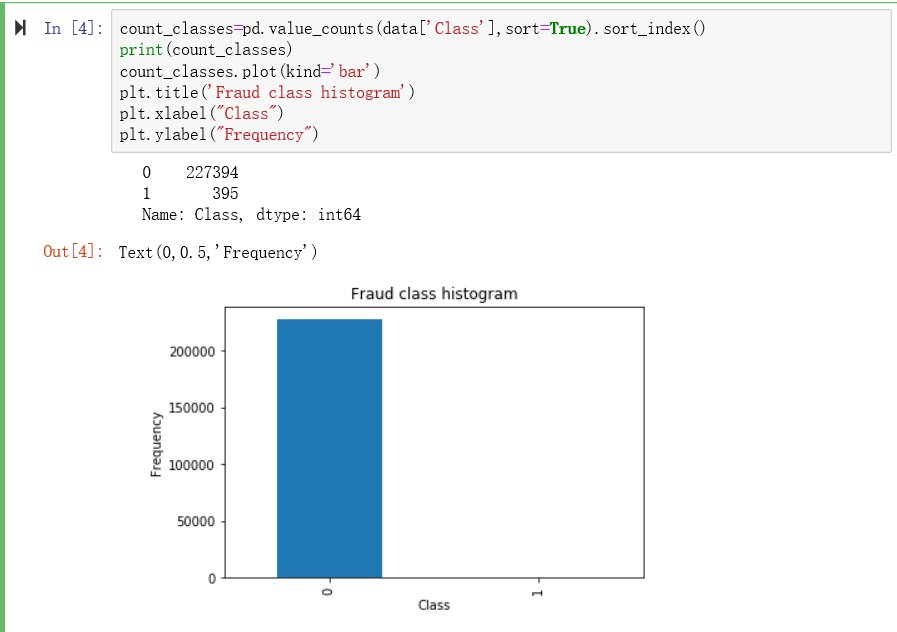 In [4]:
count_classes=pd.value_counts(data['Class'],sort=True).sort_index()
print(count_classes)
count_classes.plot(kind='bar')
plt.title('Fraud class histogram')
plt.xlabel("Class")
plt.ylabel("Frequency")
0    227394
1       395
Name: Class, dtype: int64
Out[4]: Text(0,0.5,'Frequency')
Fraud class histogram
200000
150000
100000
50000
0
Frequency
0 1
Class